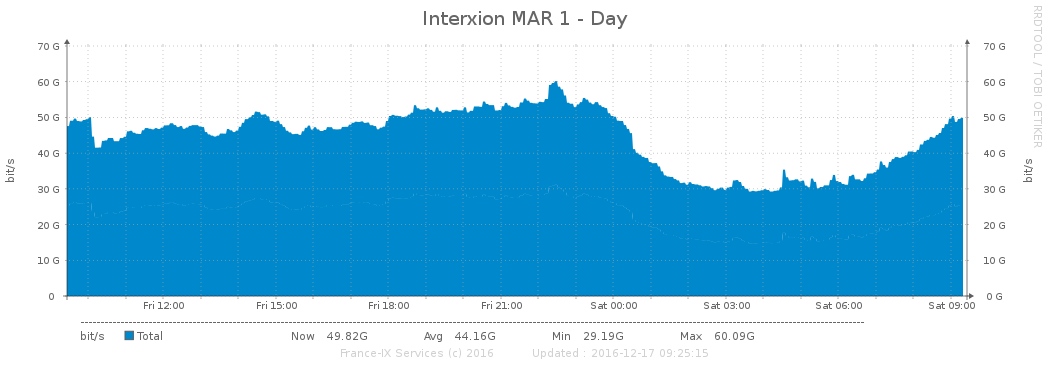 Interxion MAR 1 - Day
RRDTOOL / TOBI OETIKER
70 G 70 G
60 G 60 G
50 G 50 G
40 G 40 G
30 G 30 G
20 G 20 G
10 G 10 G
0 0 G
bit/s
bit/s
Fri 12:00 Fri 15:00 Fri 18:00 Fri 21:00 Sat 00:00 Sat 03:00 Sat 06:00 Sat 09:00
bit/s Total Now 49.82G Avg 44.16G Min 29.19G Max 60.09G
France-IX Services (c) 2016 Updated : 2016-12-17 09:25:15